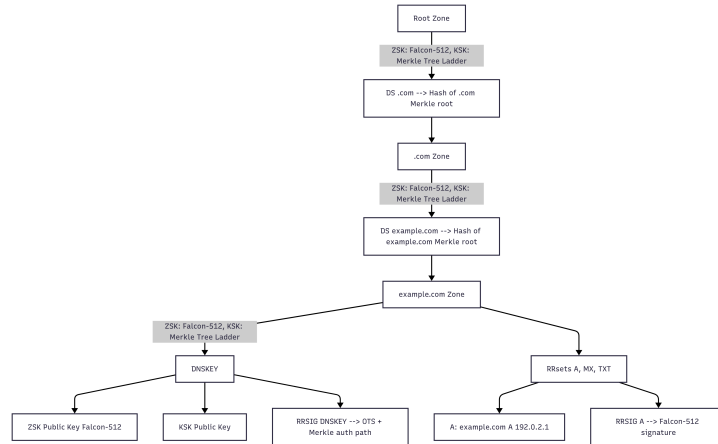 Root Zone
ZSK: Falcon-512, KSK:
Merkle Tree Ladder
DS .com --> Hash of .com
Merkle root
.com Zone
ZSK: Falcon-512, KSK:
Merkle Tree Ladder
DS example.com --> Hash of
example.com Merkle root
example.com Zone
ZSK: Falcon-512, KSK:
Merkle Tree Ladder
DNSKEY
RRsets A, MX, TXT
ZSK Public Key Falcon-512
KSK Public Key
RRSIG DNSKEY --> OTS +
Merkle auth path
A: example.com A 192.0.2.1
RRSIG A --> Falcon-512
signature